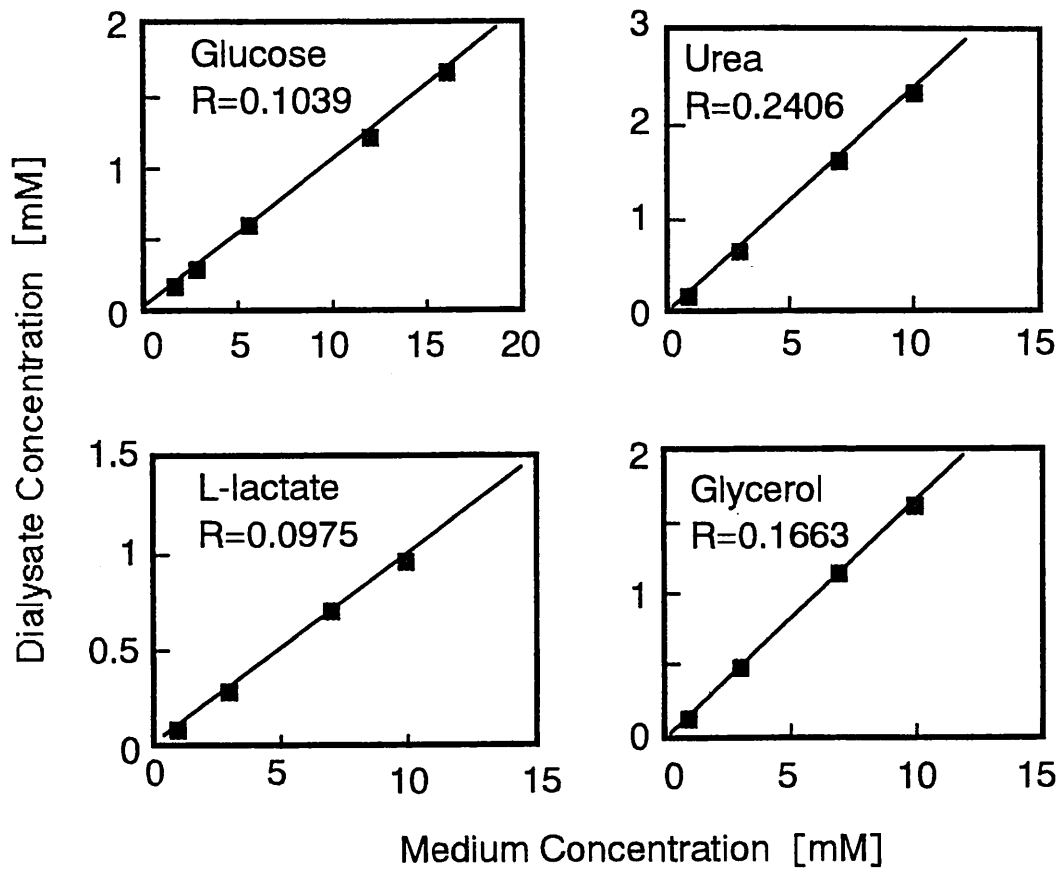 Dialysate Concentration [mM]
2
1
0
Glucose
R=0.1039
0 5 10 15 20
3
2
1
0
Urea
R=0.2406
0 5 10 15
1.5
1
0.5
0
L-lactate
R=0.0975
0 5 10 15
2
1
0
Glycerol
R=0.1663
0 5 10 15
Medium Concentration [mM]